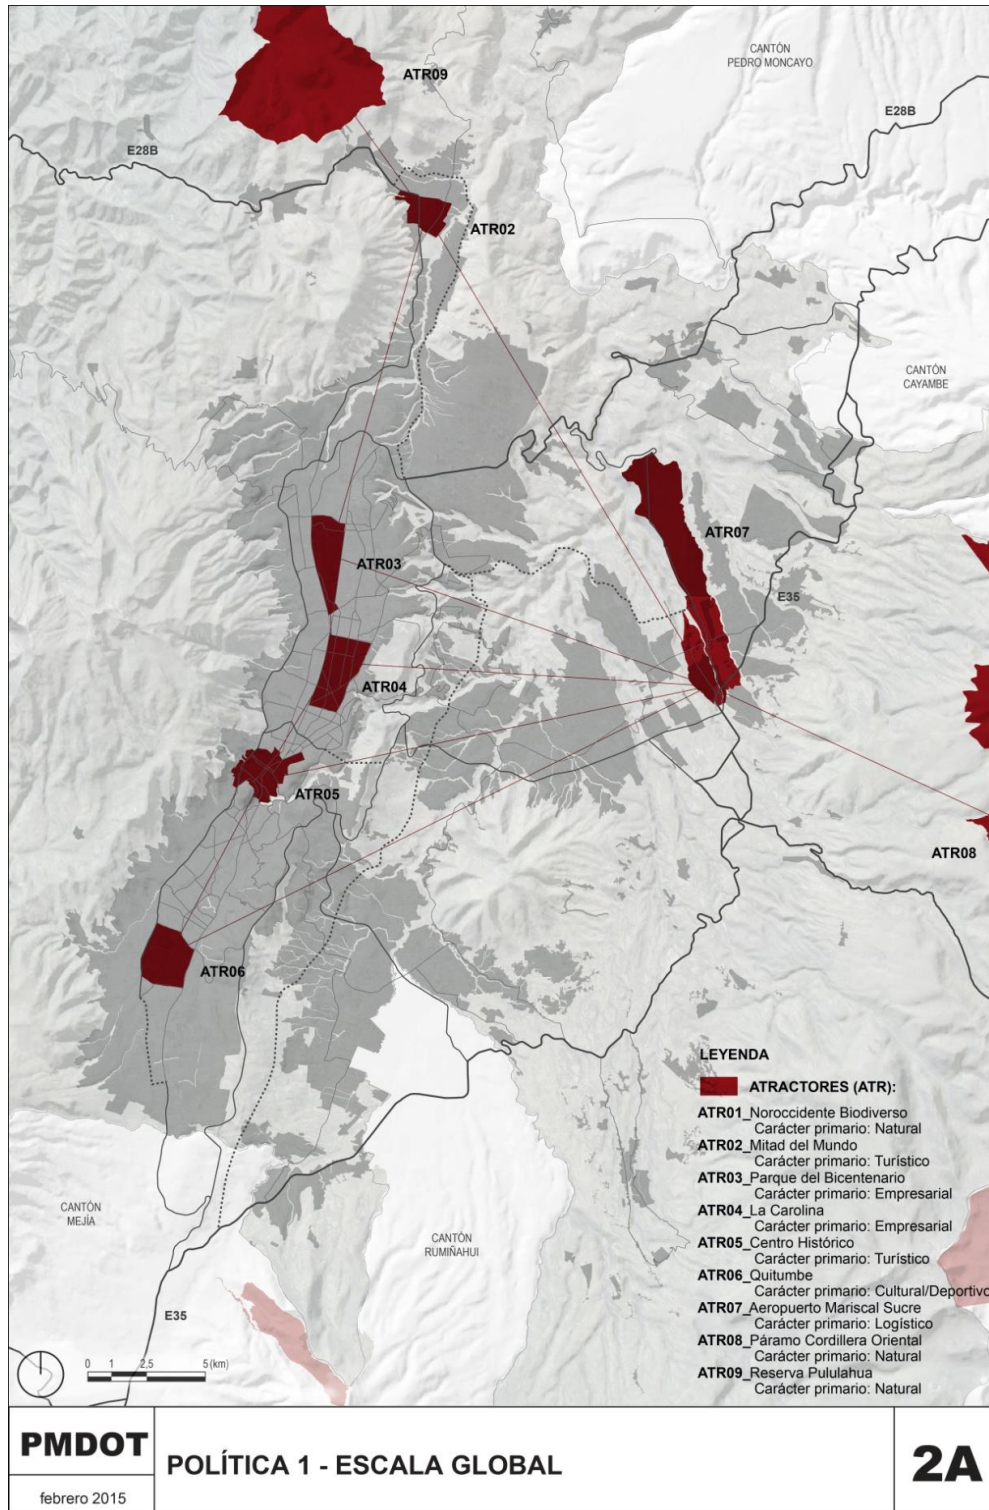 ATR09
CANTÓN
PEDRO MONCAYO
E28B
E28B
ATR02
CANTÓN
CAYAMBE
ATR07
ATR03
E35
ATR04
ATR05
ATR08
ATR06
LEYENDA
ATRACTORES (ATR):
ATR01_Noroccidente Biodiverso
Carácter primario: Natural
ATR02_Mitad del Mundo
Carácter primario: Turístico
ATR03_Parque del Bicentenario
Carácter primario: Empresarial
ATR04_La Carolina
Carácter primario: Empresarial
ATR05_Centro Histórico
Carácter primario: Turístico
ATR06_Quitumbe
Carácter primario: Cultural/Deportivo
ATR07_Aeropuerto Mariscal Sucre
Carácter primario: Logístico
ATR08_Páramo Cordillera Oriental
Carácter primario: Natural
ATR09_Reserva Pululahua
Carácter primario: Natural
CANTÓN
MEJÍA
CANTÓN
RUMIÑAHUI
E35
0 1 2,5 5 (km)
PMDOT
febrero 2015
POLÍTICA 1 - ESCALA GLOBAL
2A